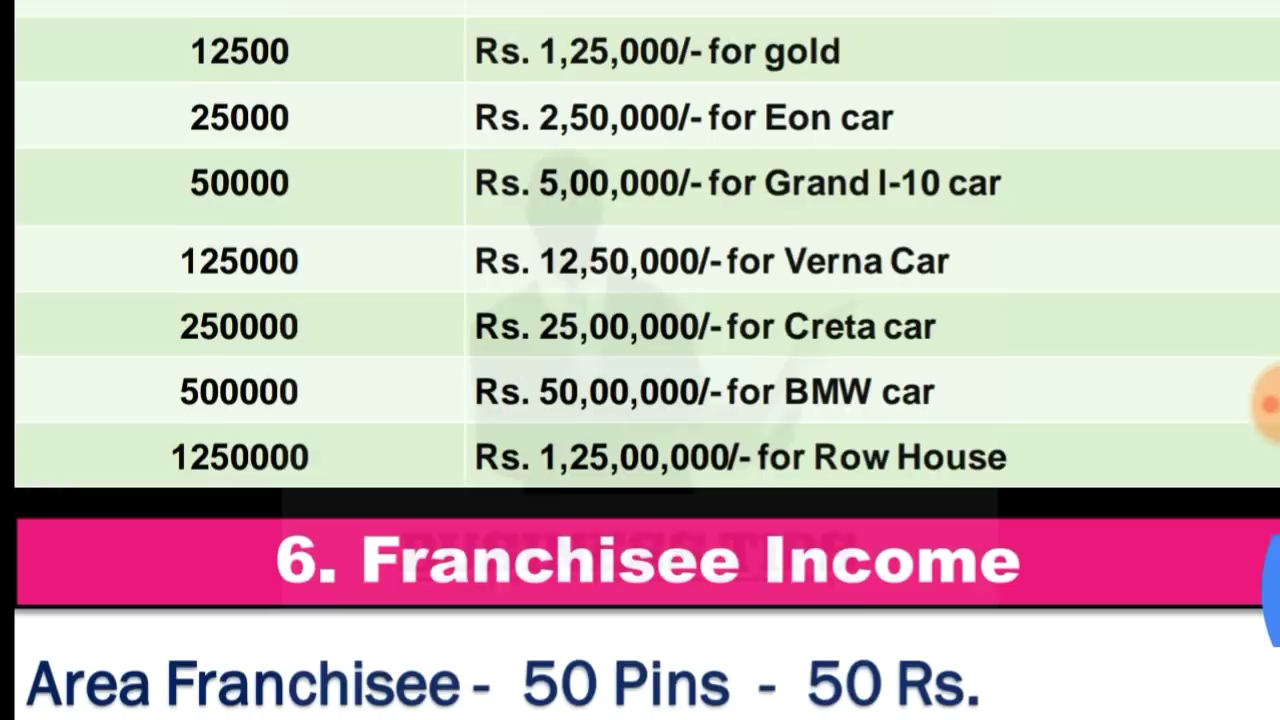 12500 Rs. 1,25,000/- for gold
25000 Rs. 2,50,000/- for Eon car
50000 Rs. 5,00,000/- for Grand I-10 car
125000 Rs. 12,50,000/- for Verna Car
250000 Rs. 25,00,000/- for Creta car
500000 Rs. 50,00,000/- for BMW car
1250000 Rs. 1,25,00,000/- for Row House
6. Franchisee Income
Area Franchisee - 50 Pins - 50 Rs.